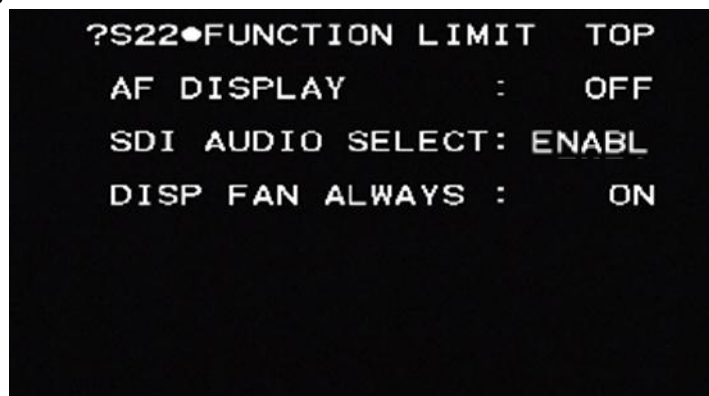 ?S22●FUNCTION LIMIT TOP
AF DISPLAY : OFF
SDI AUDIO SELECT: ENABL
DISP FAN ALWAYS : ON